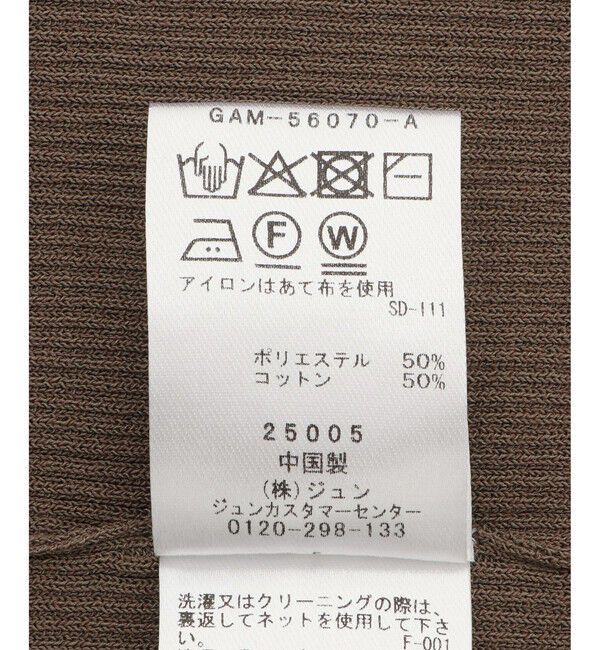 GAM-56070-A
F W
アイロンはあて布を使用
SD-111
ポリエステル 50%
コットン 50%
25005
中国製
(株)ジュン
ジュンカスタマーセンター
0120-298-133
洗濯又はクリーニングの際は、
裏返してネットを使用して下さ
い。 F-001